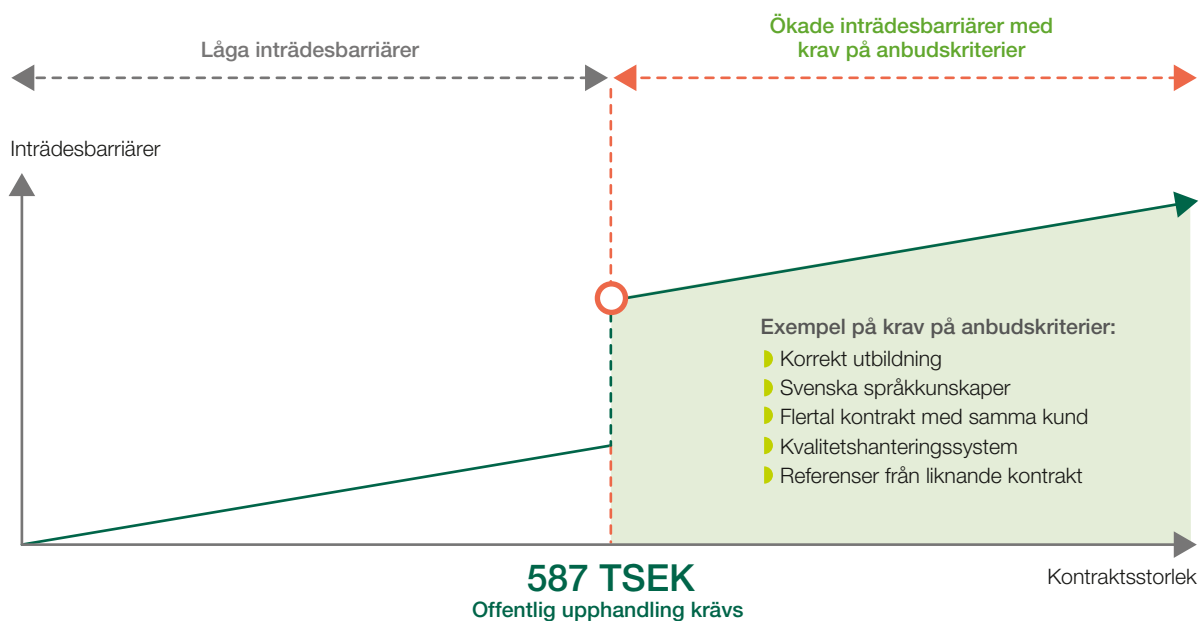 Låga inträdesbarriärer
Ökade inträdesbarriärer med
krav på anbudskriterier
Inträdesbarriärer
Exempel på krav på anbudskriterier:
Korrekt utbildning
Svenska språkkunskaper
Flertal kontrakt med samma kund
Kvalitetshanteringssystem
Referenser från liknande kontrakt
587 TSEK
Offentlig upphandling krävs
Kontraktsstorlek